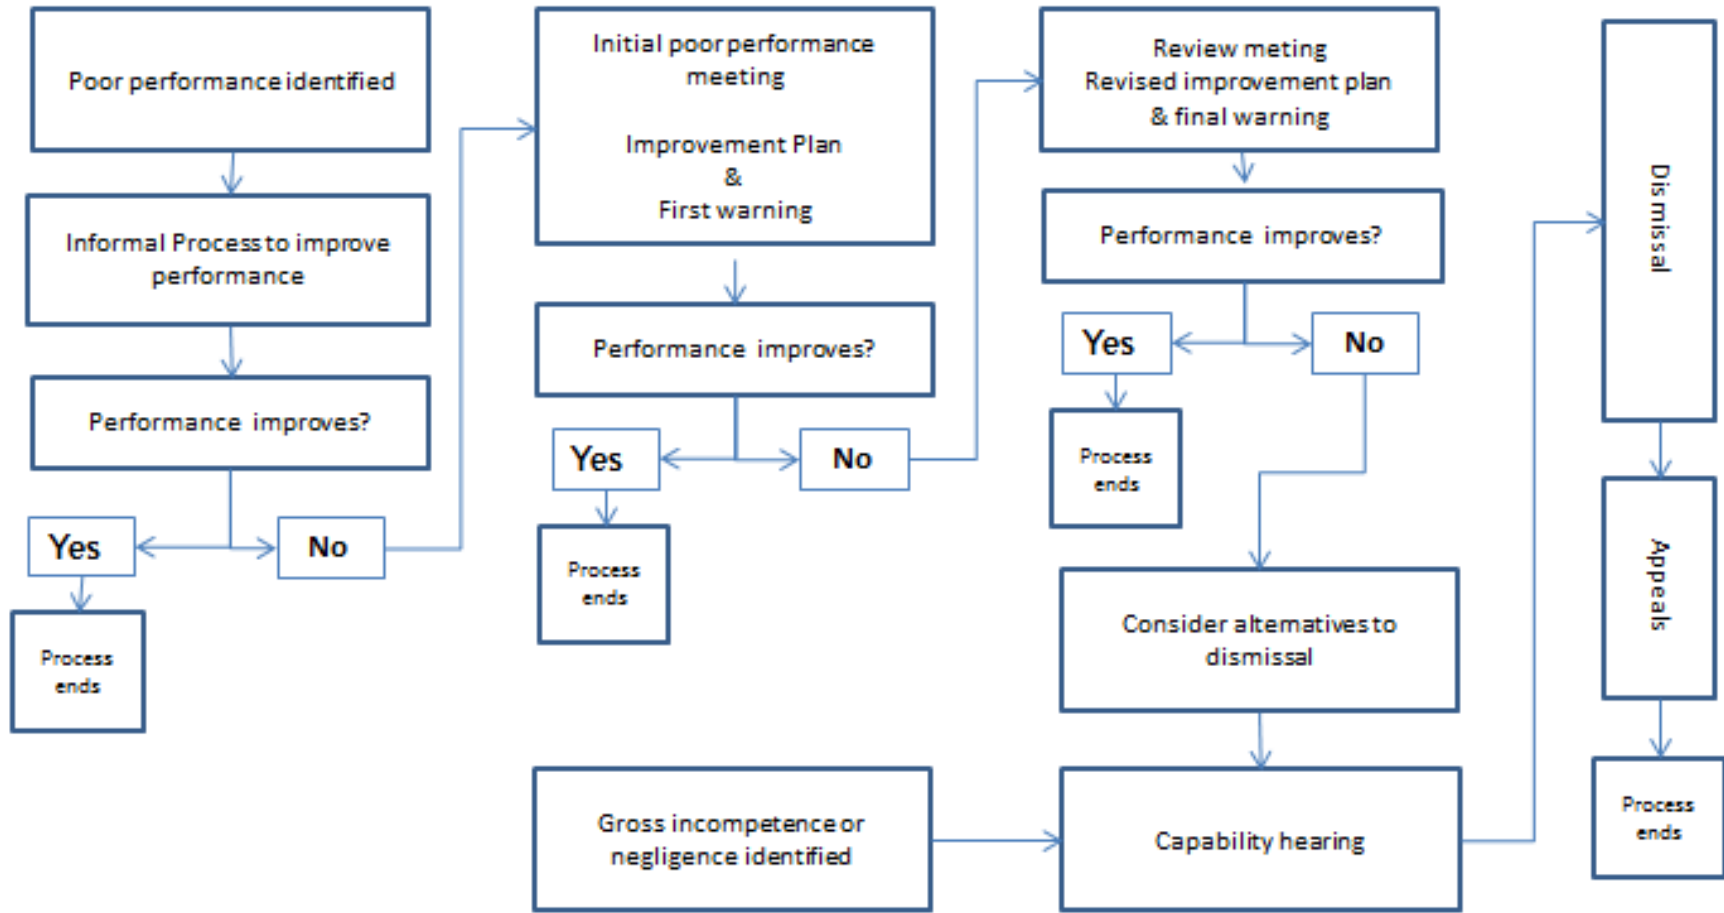 Poor performance identified
Informal Process to improve
performance
Performance improves?
Yes
No
Process
ends
Initial poor performance
meeting
Improvement Plan
&
First warning
Performance improves?
Yes
No
Process
ends
Review meting
Revised improvement plan
& final warning
Performance improves?
Yes
No
Process
ends
Consider alternatives to
dismissal
Gross incompetence or
negligence identified
Capability hearing
Dismissal
Appeals
Process
ends